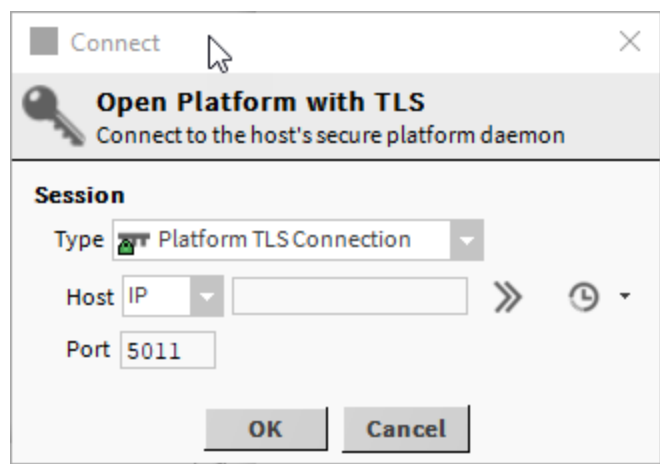 Connect
Open Platform with TLS
Connect to the host's secure platform daemon
Session
Type Platform TLS Connection
Host IP
Port 5011
OK Cancel